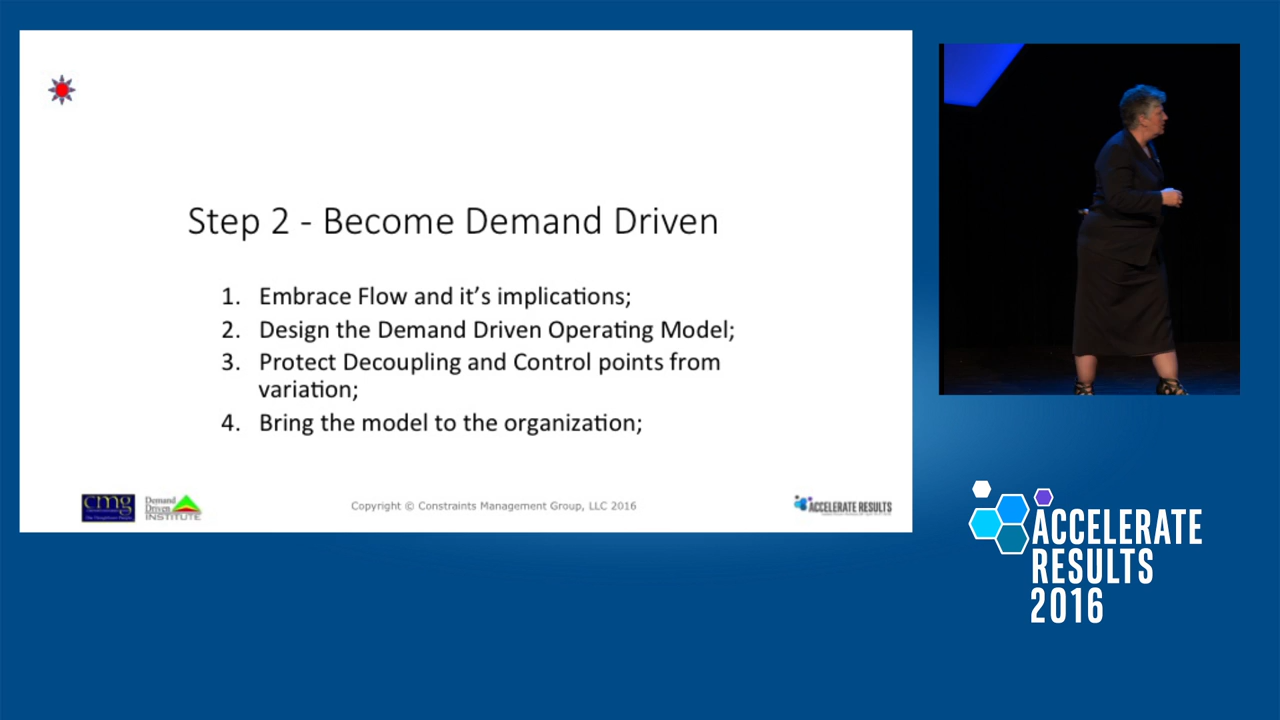 Step 2 - Become Demand Driven
1. Embrace Flow and it's implications;
2. Design the Demand Driven Operating Model;
3. Protect Decoupling and Control points from
variation;
4. Bring the model to the organization;
cmg
Demand
Driven
INSTITUTE
Copyright © Constraints Management Group, LLC 2016
ACCELERATE RESULTS
ACCELERATE
RESULTS
2016